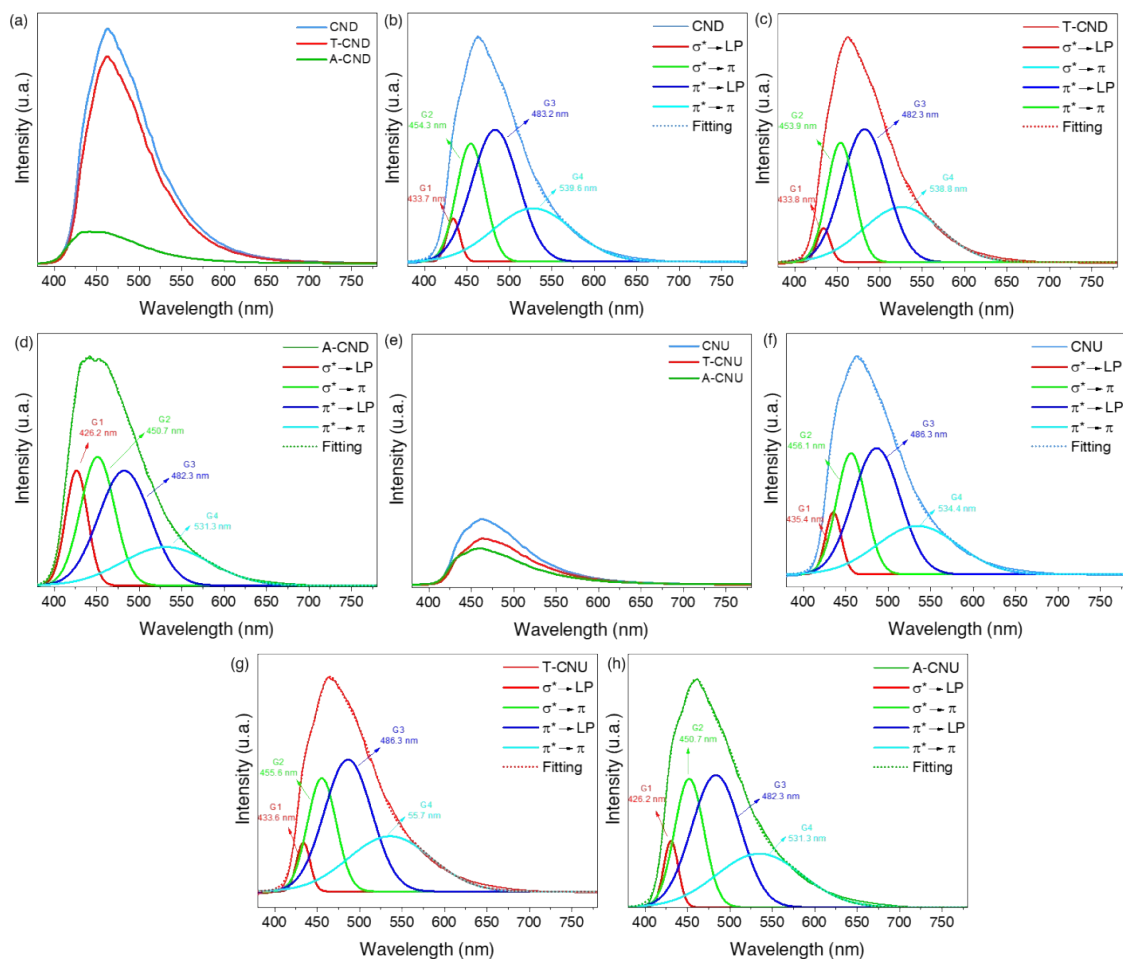 (a)
CND
T-CND
A-CND
Intensity (u.a.)
400 450 500 550 600 650 700 750
Wavelength (nm)
(b)
CND
σ*→LP
σ*→π
π*→LP
π*→π
Fitting
G1
433.7 nm
G2
454.3 nm
G3
483.2 nm
G4
539.6 nm
Intensity (u.a.)
400 450 500 550 600 650 700 750
Wavelength (nm)
(c)
T-CND
σ*→LP
σ*→π
π*→LP
π*→π
Fitting
G1
433.8 nm
G2
453.9 nm
G3
482.3 nm
G4
538.8 nm
Intensity (u.a.)
400 450 500 550 600 650 700 750
Wavelength (nm)
(d)
A-CND
σ*→LP
σ*→π
π*→LP
π*→π
Fitting
G1
426.2 nm
G2
450.7 nm
G3
482.3 nm
G4
531.3 nm
Intensity (u.a.)
400 450 500 550 600 650 700 750
Wavelength (nm)
(e)
CNU
T-CNU
A-CNU
Intensity (u.a.)
400 450 500 550 600 650 700 750
Wavelength (nm)
(f)
CNU
σ*→LP
σ*→π
π*→LP
π*→π
Fitting
G1
435.4 nm
G2
456.1 nm
G3
486.3 nm
G4
534.4 nm
Intensity (u.a.)
400 450 500 550 600 650 700 750
Wavelength (nm)
(g)
T-CNU
σ*→LP
σ*→π
π*→LP
π*→π
Fitting
G1
433.6 nm
G2
455.6 nm
G3
486.3 nm
G4
55.7 nm
Intensity (u.a.)
400 450 500 550 600 650 700 750
Wavelength (nm)
(h)
A-CNU
σ*→LP
σ*→π
π*→LP
π*→π
Fitting
G1
426.2 nm
G2
450.7 nm
G3
482.3 nm
G4
531.3 nm
Intensity (u.a.)
400 450 500 550 600 650 700 750
Wavelength (nm)